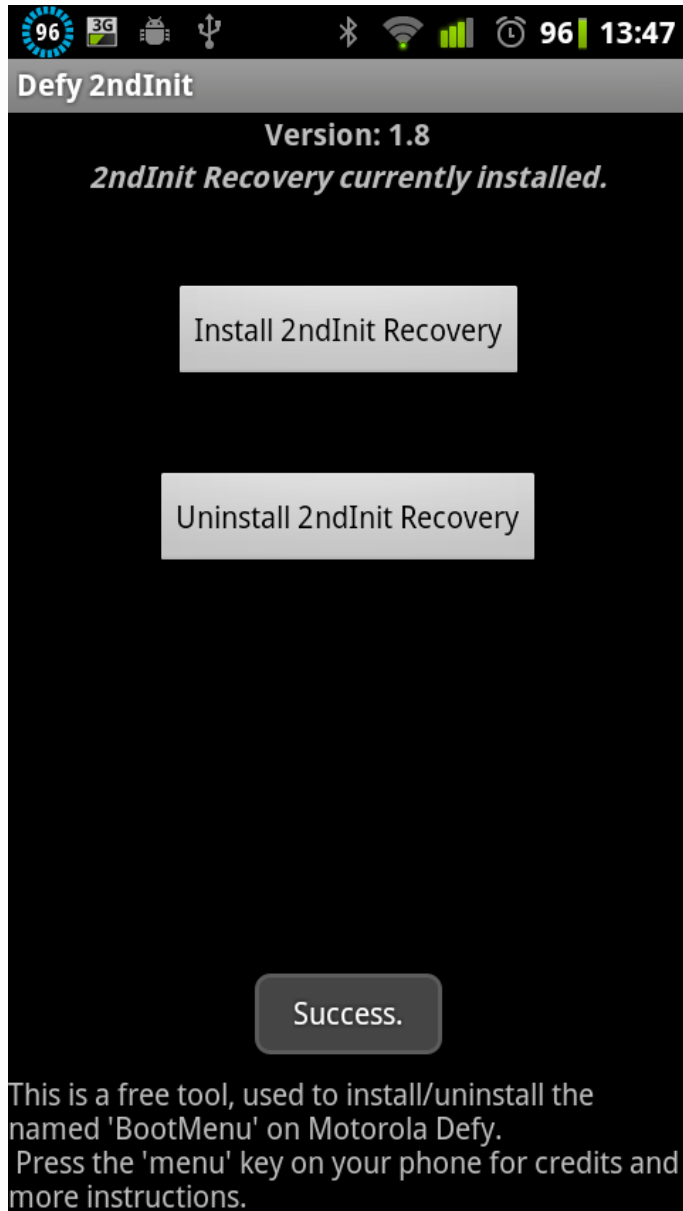 96 3G 96 13:47
Defy 2ndInit
Version: 1.8
2ndInit Recovery currently installed.
Install 2ndInit Recovery
Uninstall 2ndInit Recovery
Success.
This is a free tool, used to install/uninstall the
named 'BootMenu' on Motorola Defy.
Press the 'menu' key on your phone for credits and
more instructions.